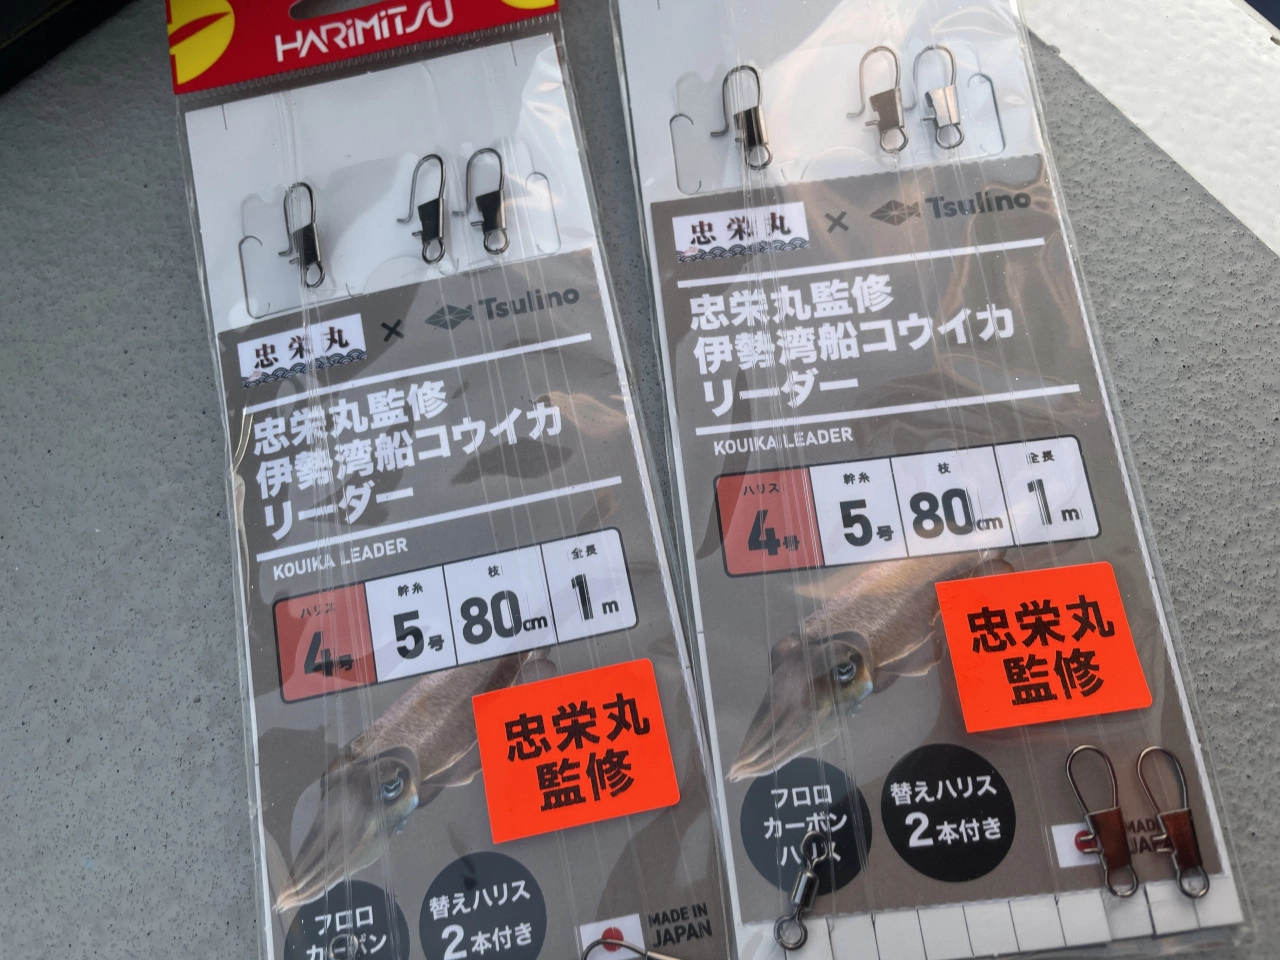 HARiMiTSU
忠栄丸 × Tsulino
忠栄丸監修
伊勢湾船コウイカ
リーダー
KOUIKA LEADER
ハリス 幹糸 枝 全長
4号 5号 80cm 1m
忠栄丸
監修
フロロ
カーボン
替えハリス
2本付き
MADE IN
JAPAN
忠栄丸 × Tsulino
忠栄丸監修
伊勢湾船コウイカ
リーダー
KOUIKA LEADER
ハリス 幹糸 枝 全長
4号 5号 80cm 1m
忠栄丸
監修
フロロ
カーボン
ハリス
替えハリス
2本付き
MADE
JAPA